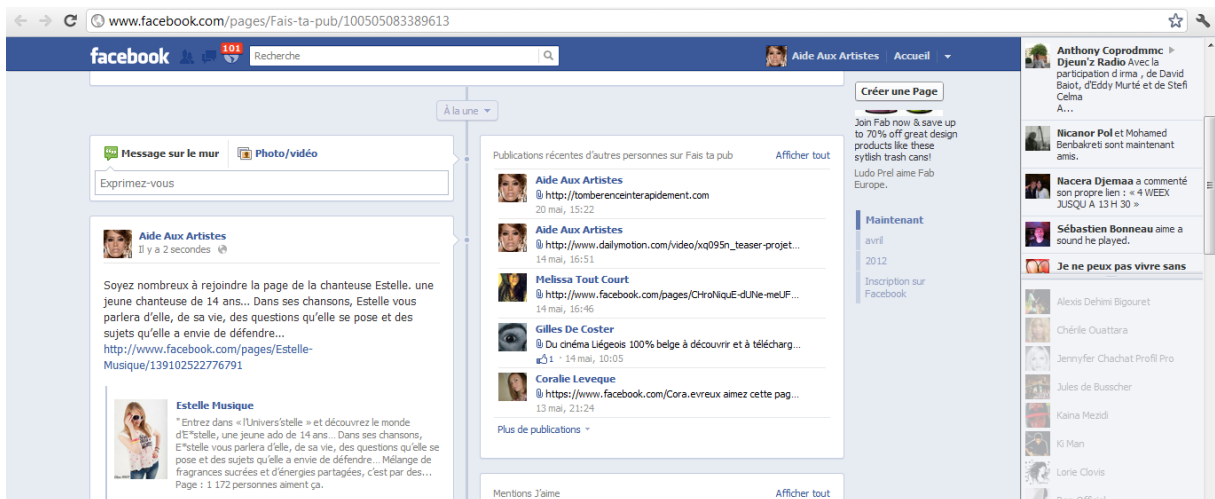 www.facebook.com/pages/Fais-ta-pub/100505083389613
facebook
101
Recherche
Aide Aux Artistes
Accueil
À la une
Message sur le mur
Photo/vidéo
Exprimez-vous
Aide Aux Artistes
Il y a 2 secondes
Soyez nombreux à rejoindre la page de la chanteuse Estelle. une
jeune chanteuse de 14 ans... Dans ses chansons, Estelle vous
parlera d'elle, de sa vie, des questions qu'elle se pose et des
sujets qu'elle a envie de défendre...
http://www.facebook.com/pages/Estelle-
Musique/139102522776791
Estelle Musique
" Entrez dans « l'Univers'stelle » et découvrez le monde
d'E*stelle, une jeune ado de 14 ans... Dans ses chansons,
E*stelle vous parlera d'elle, de sa vie, des questions qu'elle se
pose et des sujets qu'elle a envie de défendre... Mélange de
fragrances sucrées et d'énergies partagées, c'est par des...
Page : 1 172 personnes aiment ça.
Publications récentes d'autres personnes sur Fais ta pub
Afficher tout
Aide Aux Artistes
http://tomberenceinterapidement.com
20 mai, 15:22
Aide Aux Artistes
http://www.dailymotion.com/video/xq095n_teaser-projet...
14 mai, 16:51
Melissa Tout Court
http://www.facebook.com/pages/CHroNiquE-dUNe-meUF...
14 mai, 16:46
Gilles De Coster
Du cinéma Liégeois 100% belge à découvrir et à télécharg...
1 · 14 mai, 10:05
Coralie Leveque
https://www.facebook.com/Cora.evreux aimez cette pag...
13 mai, 21:24
Plus de publications
Mentions J'aime
Afficher tout
Créer une Page
Join Fab now & save up
to 70% off great design
products like these
sytlish trash cans!
Ludo Prel aime Fab
Europe.
Maintenant
avril
2012
Inscription sur
Facebook
Anthony Coprodmmc
Djeun'z Radio Avec la
participation d irma , de David
Baiot, d'Eddy Murté et de Stefi
Celma
A...
Nicanor Pol et Mohamed
Benbakreti sont maintenant
amis.
Nacera Djemaa a commenté
son propre lien : « 4 WEEX
JUSQU A 13 H 30 »
Sébastien Bonneau aime a
sound he played.
Je ne peux pas vivre sans
Alexis Dehimi Bigouret
Chérile Ouattara
Jennyfer Chachat Profil Pro
Jules de Busscher
Kaina Mezidi
Ki Man
Lorie Clovis